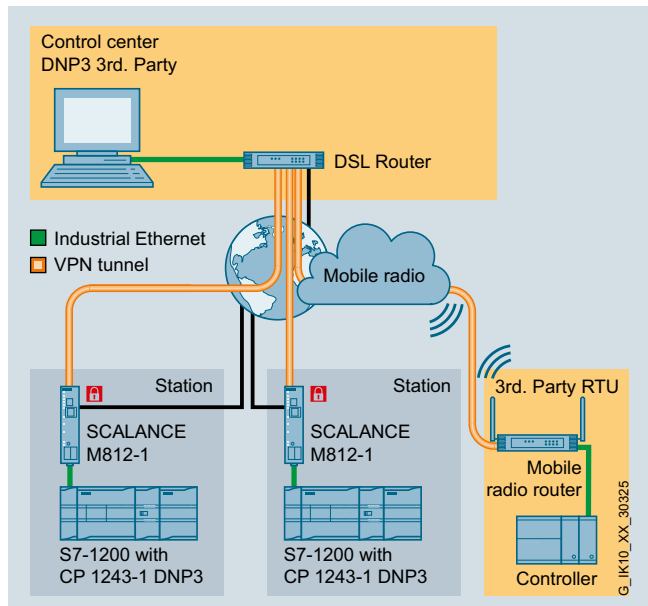 Control center
DNP3 3rd. Party
DSL Router
Industrial Ethernet
VPN tunnel
Mobile radio
Station
SCALANCE
M812-1
S7-1200 with
CP 1243-1 DNP3
Station
SCALANCE
M812-1
S7-1200 with
CP 1243-1 DNP3
3rd. Party RTU
Mobile
radio router
Controller
G_IK10_XX_30325